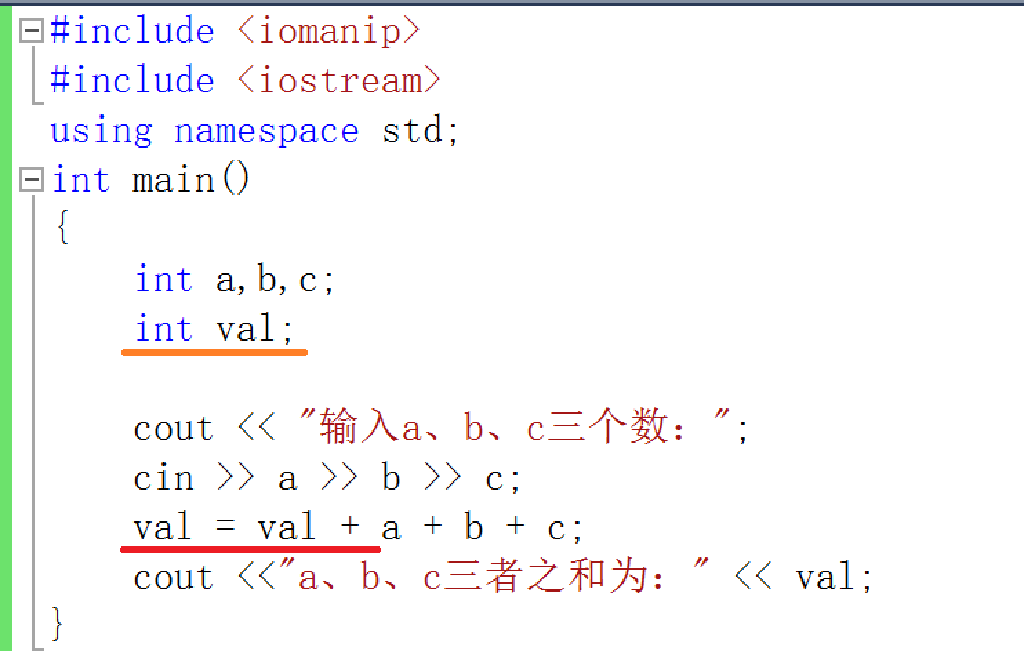 #include <iomanip>
#include <iostream>
using namespace std;
int main()
{
int a,b,c;
int val;
cout << "输入a、b、c三个数：";
cin >> a >> b >> c;
val = val + a + b + c;
cout <<"a、b、c三者之和为：" << val;
}